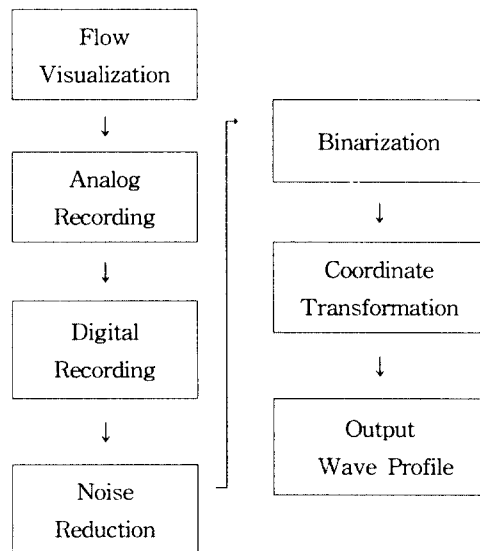 Flow
Visualization
↓
Analog
Recording
↓
Digital
Recording
↓
Noise
Reduction
Binarization
↓
Coordinate
Transformation
↓
Output
Wave Profile